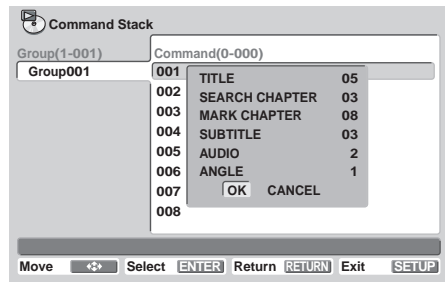 Command Stack
Group(1-001) Command(0-000)
Group001
001
002
003
004
005
006
007
008
TITLE 05
SEARCH CHAPTER 03
MARK CHAPTER 08
SUBTITLE 03
AUDIO 2
ANGLE 1
OK CANCEL
Move Select ENTER Return RETURN Exit SETUP